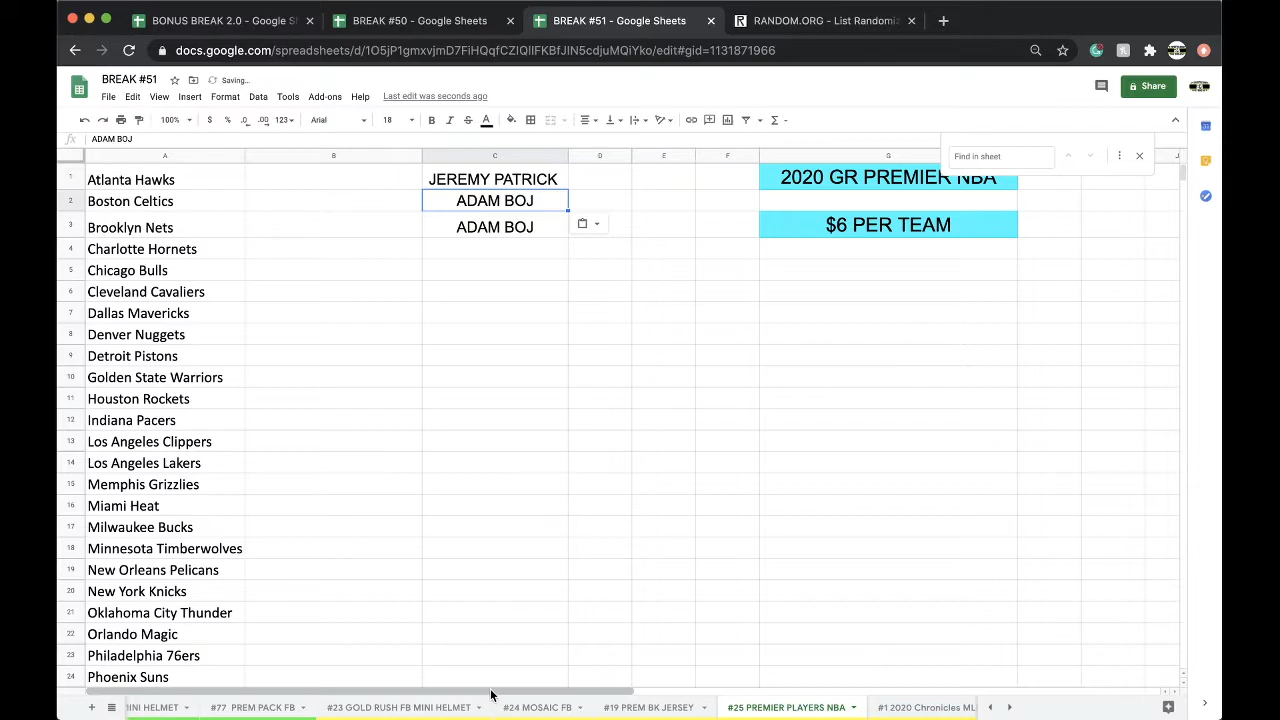 BONUS BREAK 2.0 - Google S
BREAK #50 - Google Sheets
BREAK #51 - Google Sheets
RANDOM.ORG - List Randomiz
docs.google.com/spreadsheets/d/1O5jP1gmxvjmD7FiHQqfCZIQlIFKBfJIN5cdjuMQiYko/edit#gid=1131871966
BREAK #51
Saving...
File Edit View Insert Format Data Tools Add-ons Help Last edit was seconds ago
Share
100% $ % .0 .00 123 Arial 18 B I S A
fx ADAM BOJ
Find in sheet
A B C D E F G J
1 Atlanta Hawks JEREMY PATRICK 2020 GR PREMIER NBA
2 Boston Celtics ADAM BOJ
3 Brooklyn Nets ADAM BOJ $6 PER TEAM
4 Charlotte Hornets
5 Chicago Bulls
6 Cleveland Cavaliers
7 Dallas Mavericks
8 Denver Nuggets
9 Detroit Pistons
10 Golden State Warriors
11 Houston Rockets
12 Indiana Pacers
13 Los Angeles Clippers
14 Los Angeles Lakers
15 Memphis Grizzlies
16 Miami Heat
17 Milwaukee Bucks
18 Minnesota Timberwolves
19 New Orleans Pelicans
20 New York Knicks
21 Oklahoma City Thunder
22 Orlando Magic
23 Philadelphia 76ers
24 Phoenix Suns
INI HELMET #77 PREM PACK FB #23 GOLD RUSH FB MINI HELMET #24 MOSAIC FB #19 PREM BK JERSEY #25 PREMIER PLAYERS NBA #1 2020 Chronicles ML